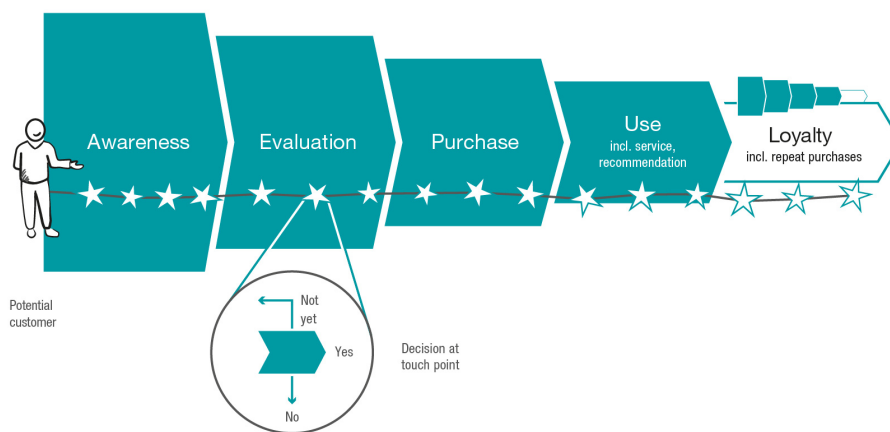 Awareness
Evaluation
Purchase
Use
incl. service,
recommendation
Loyalty
incl. repeat purchases
Potential
customer
Not
yet
Yes
No
Decision at
touch point